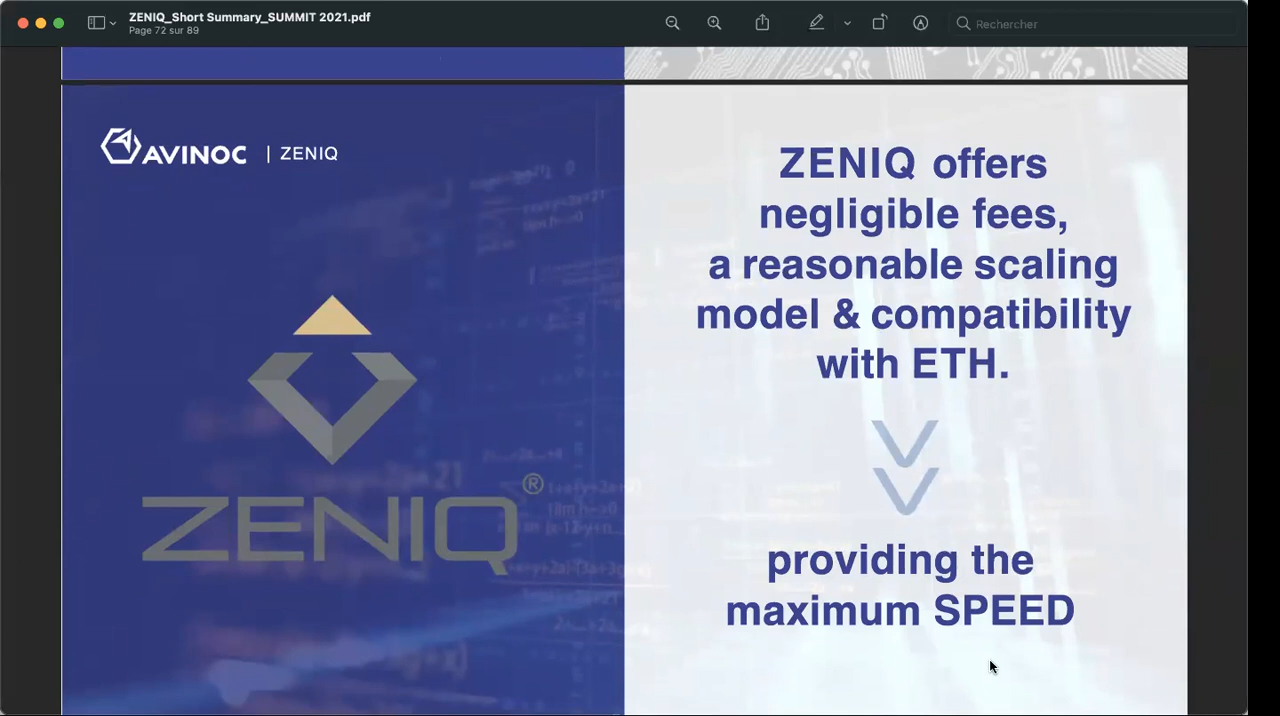 ZENIQ_Short Summary_SUMMIT 2021.pdf
Page 72 sur 89
Rechercher
AVINOC | ZENIQ
ZENIQ®
ZENIQ offers
negligible fees,
a reasonable scaling
model & compatibility
with ETH.
providing the
maximum SPEED